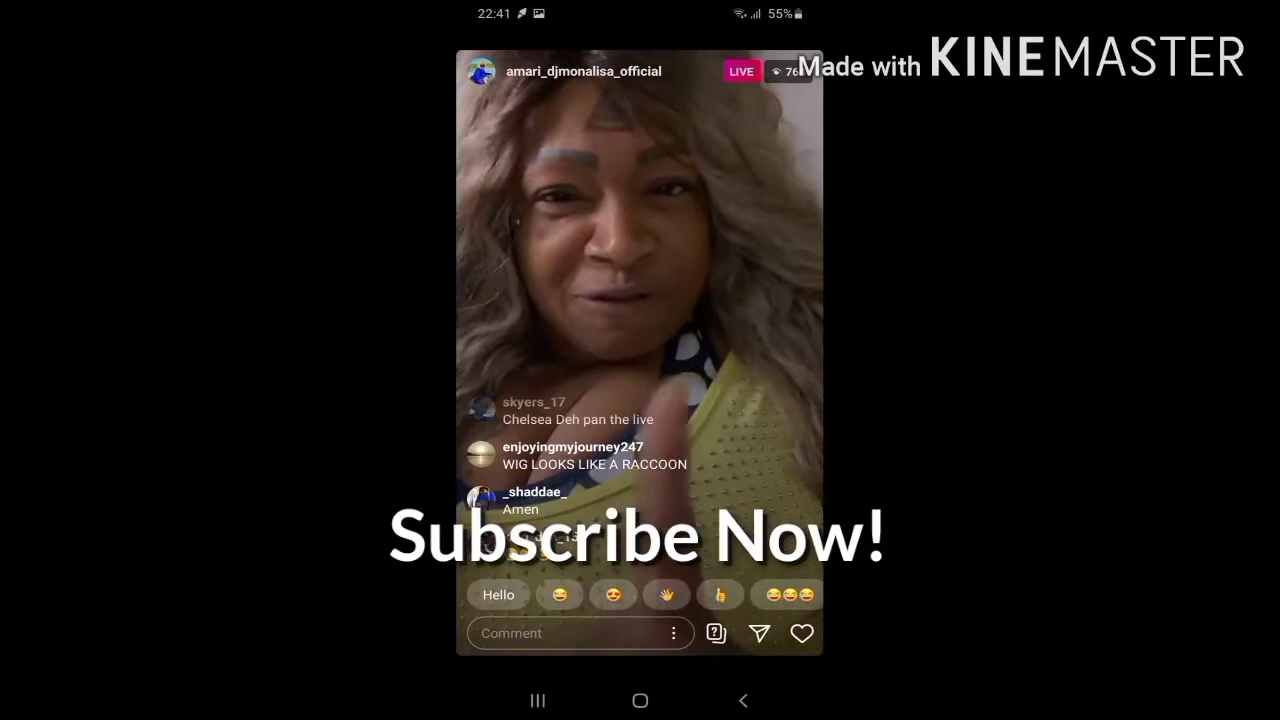 22:41
55%
amari_djmonalisa_official
LIVE
Made with KINEMASTER
skyers_17
Chelsea Deh pan the live
enjoyingmyjourney247
WIG LOOKS LIKE A RACCOON
_shaddae_
Amen
Subscribe Now!
Hello
Comment